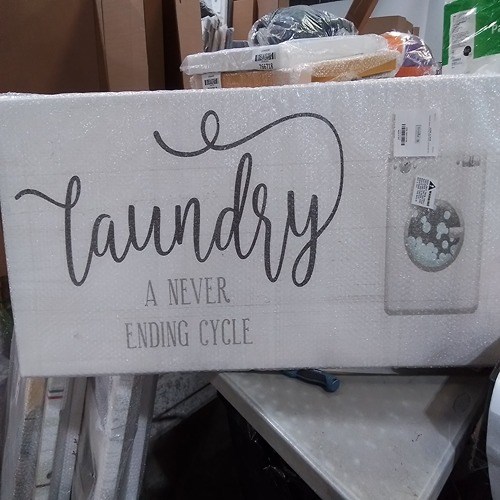 laundry
A NEVER
ENDING CYCLE